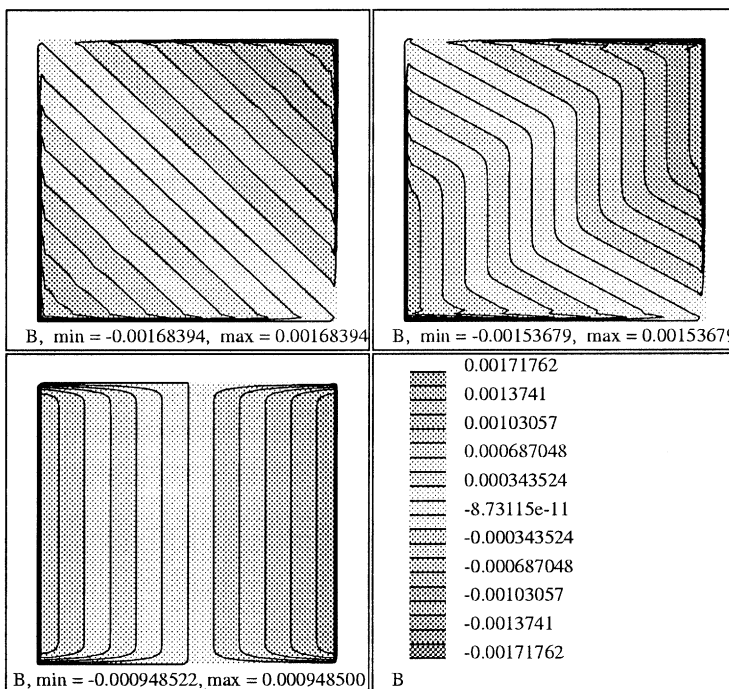 B, min = -0.00168394, max = 0.00168394
B, min = -0.00153679, max = 0.00153679
B, min = -0.000948522, max = 0.000948500
0.00171762
0.0013741
0.00103057
0.000687048
0.000343524
-8.73115e-11
-0.000343524
-0.000687048
-0.00103057
-0.0013741
-0.00171762
B